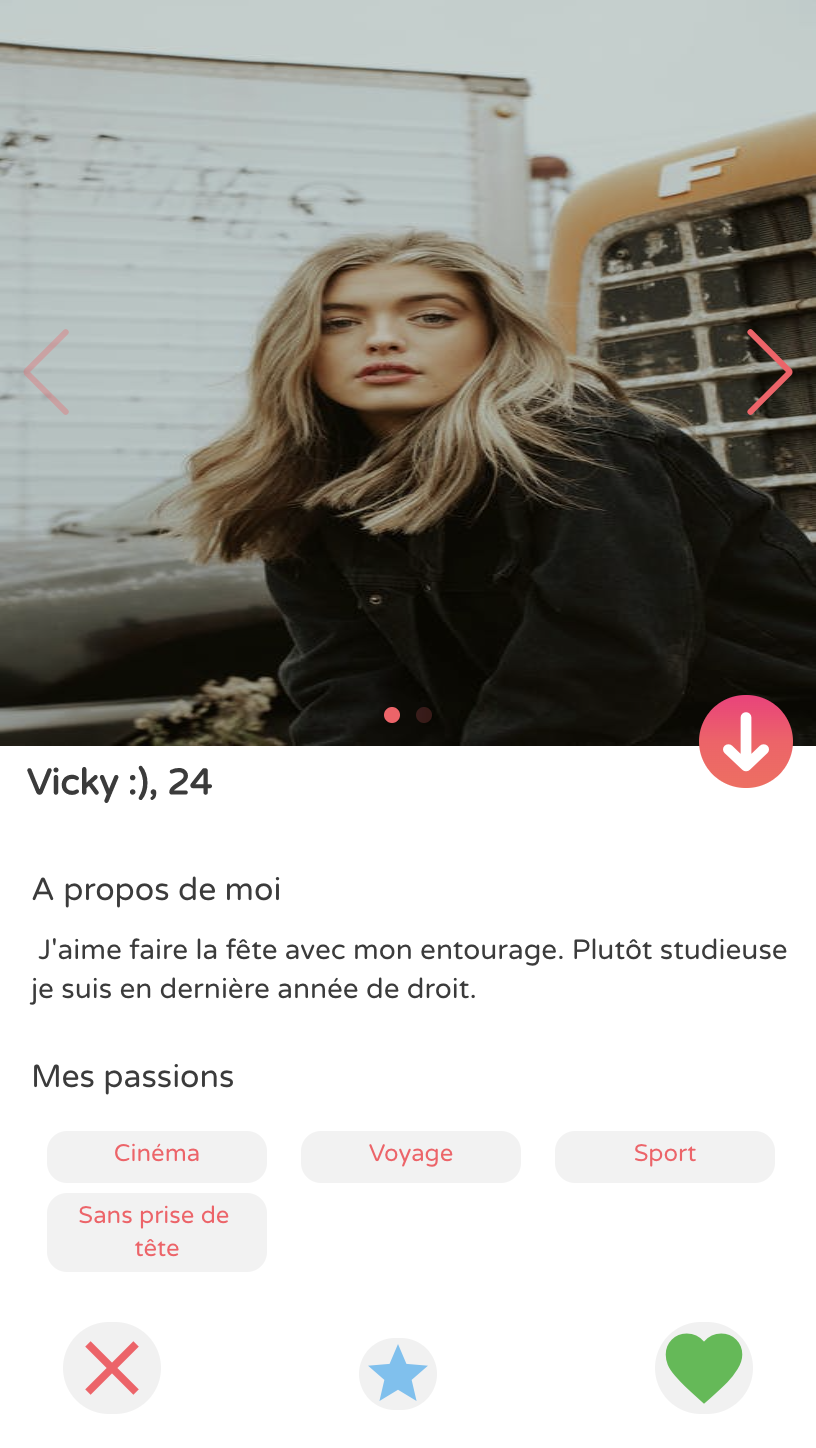 F
Vicky :), 24
A propos de moi
J'aime faire la fête avec mon entourage. Plutôt studieuse
je suis en dernière année de droit.
Mes passions
Cinéma
Voyage
Sport
Sans prise de
tête